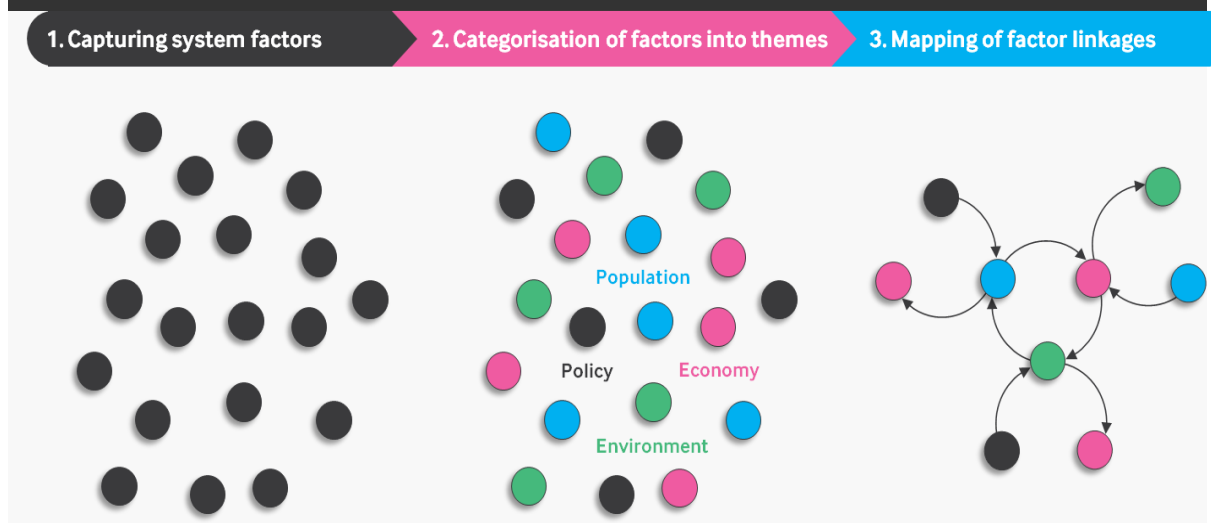 1. Capturing system factors
2. Categorisation of factors into themes
3. Mapping of factor linkages
Population
Policy
Economy
Environment